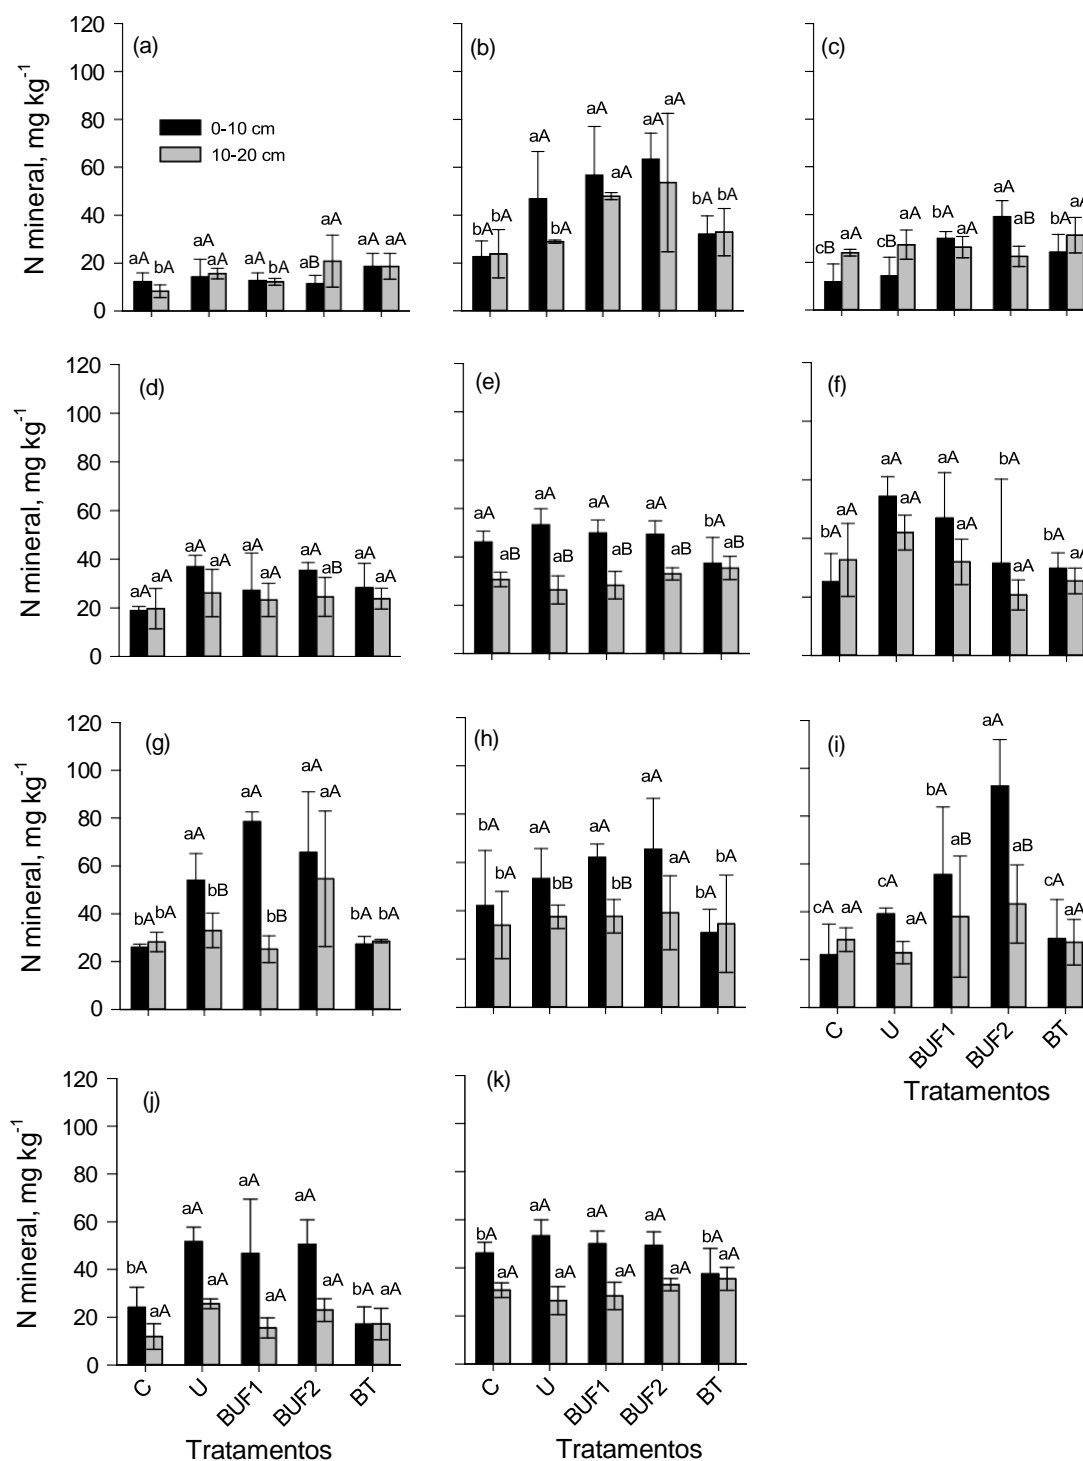 120
100
80
60
40
20
0
N mineral, mg kg-1
(a)
0-10 cm
10-20 cm
aA bA aA aA aA bA aB aA aA aA
(b)
bA bA aA bA aA aA aA aA bA bA
(c)
cB aA cB aA bA aA aA aB bA aA
120
100
80
60
40
20
0
N mineral, mg kg-1
(d)
aA aA aA aA aA aA aA aB aA aA
(e)
aA aB aA aB aA aB aA aB bA aB
(f)
bA aA aA aA aA aA bA aA bA aA
120
100
80
60
40
20
0
N mineral, mg kg-1
(g)
bA bA aA bB aA bB aA aA bA bA
(h)
bA bA aA bB aA bB aA aA bA bA
(i)
cA aA cA aA bA aB aA aB cA aA
C U BUF1 BUF2 BT
Tratamentos
120
100
80
60
40
20
0
N mineral, mg kg-1
(j)
bA aA aA aA aA aA aA aA bA aA
C U BUF1 BUF2 BT
Tratamentos
(k)
bA aA aA aA aA aA aA aA bA aA
C U BUF1 BUF2 BT
Tratamentos